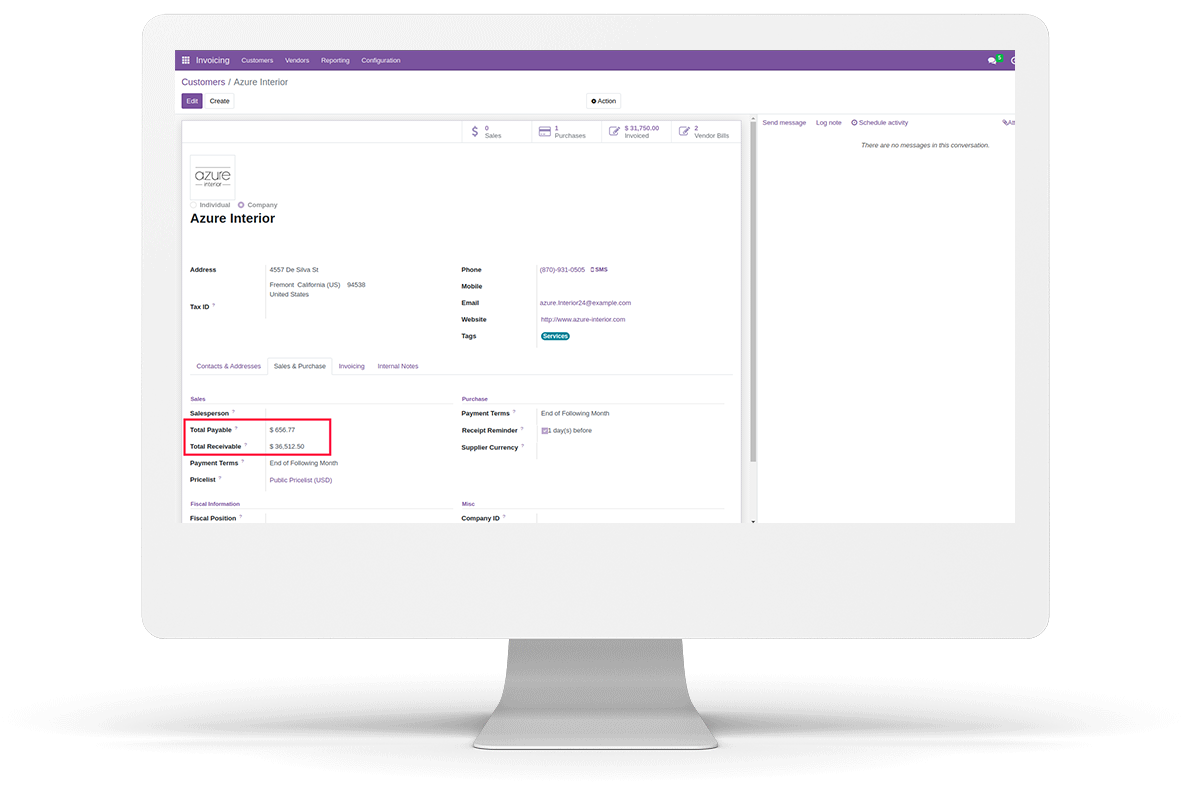 Invoicing Customers Vendors Reporting Configuration 5
Customers / Azure Interior
Edit Create Action
0 Sales
1 Purchases
$ 31,750.00 Invoiced
2 Vendor Bills
Send message Log note Schedule activity
There are no messages in this conversation.
azure
interior
Individual Company
Azure Interior
Address 4557 De Silva St
Fremont California (US) 94538
United States
Tax ID ?
Phone (870)-931-0505 SMS
Mobile
Email azure.Interior24@example.com
Website http://www.azure-interior.com
Tags Services
Contacts & Addresses Sales & Purchase Invoicing Internal Notes
Sales
Salesperson ?
Total Payable ? $ 656.77
Total Receivable ? $ 36,512.50
Payment Terms ? End of Following Month
Pricelist ? Public Pricelist (USD)
Purchase
Payment Terms ? End of Following Month
Receipt Reminder ? 1 day(s) before
Supplier Currency ?
Fiscal Information
Fiscal Position ?
Misc
Company ID ?